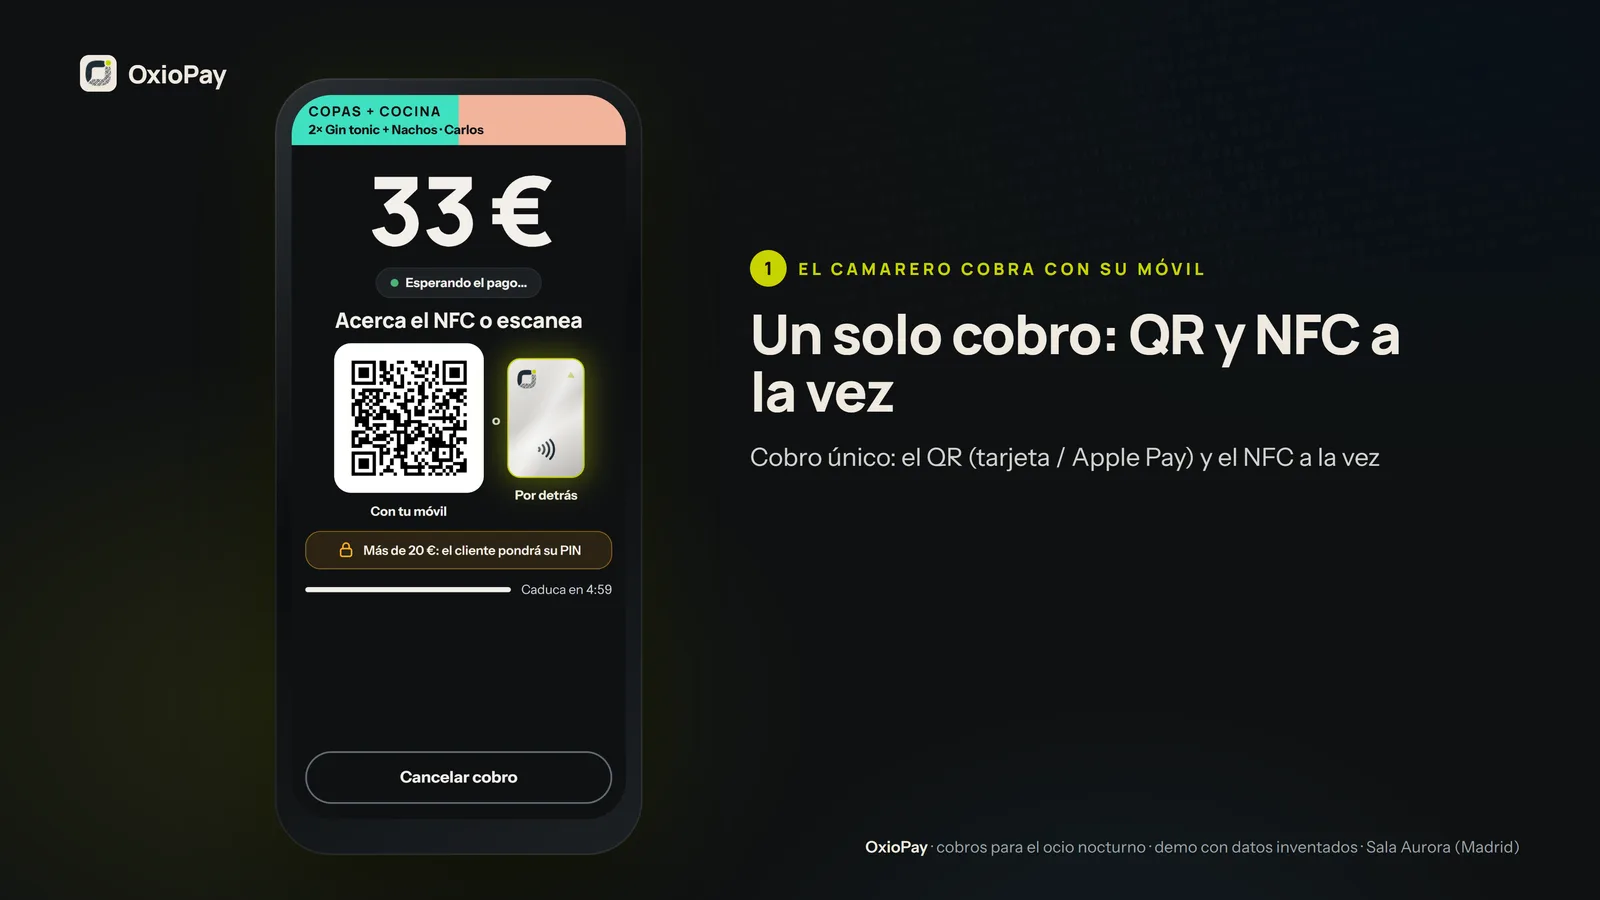 OxioPay
COPAS + COCINA
2× Gin tonic + Nachos · Carlos
33 €
Esperando el pago...
Acerca el NFC o escanea
o
Con tu móvil
Por detrás
Más de 20 €: el cliente pondrá su PIN
Caduca en 4:59
Cancelar cobro
1 EL CAMARERO COBRA CON SU MÓVIL
Un solo cobro: QR y NFC a
la vez
Cobro único: el QR (tarjeta / Apple Pay) y el NFC a la vez
OxioPay · cobros para el ocio nocturno · demo con datos inventados · Sala Aurora (Madrid)